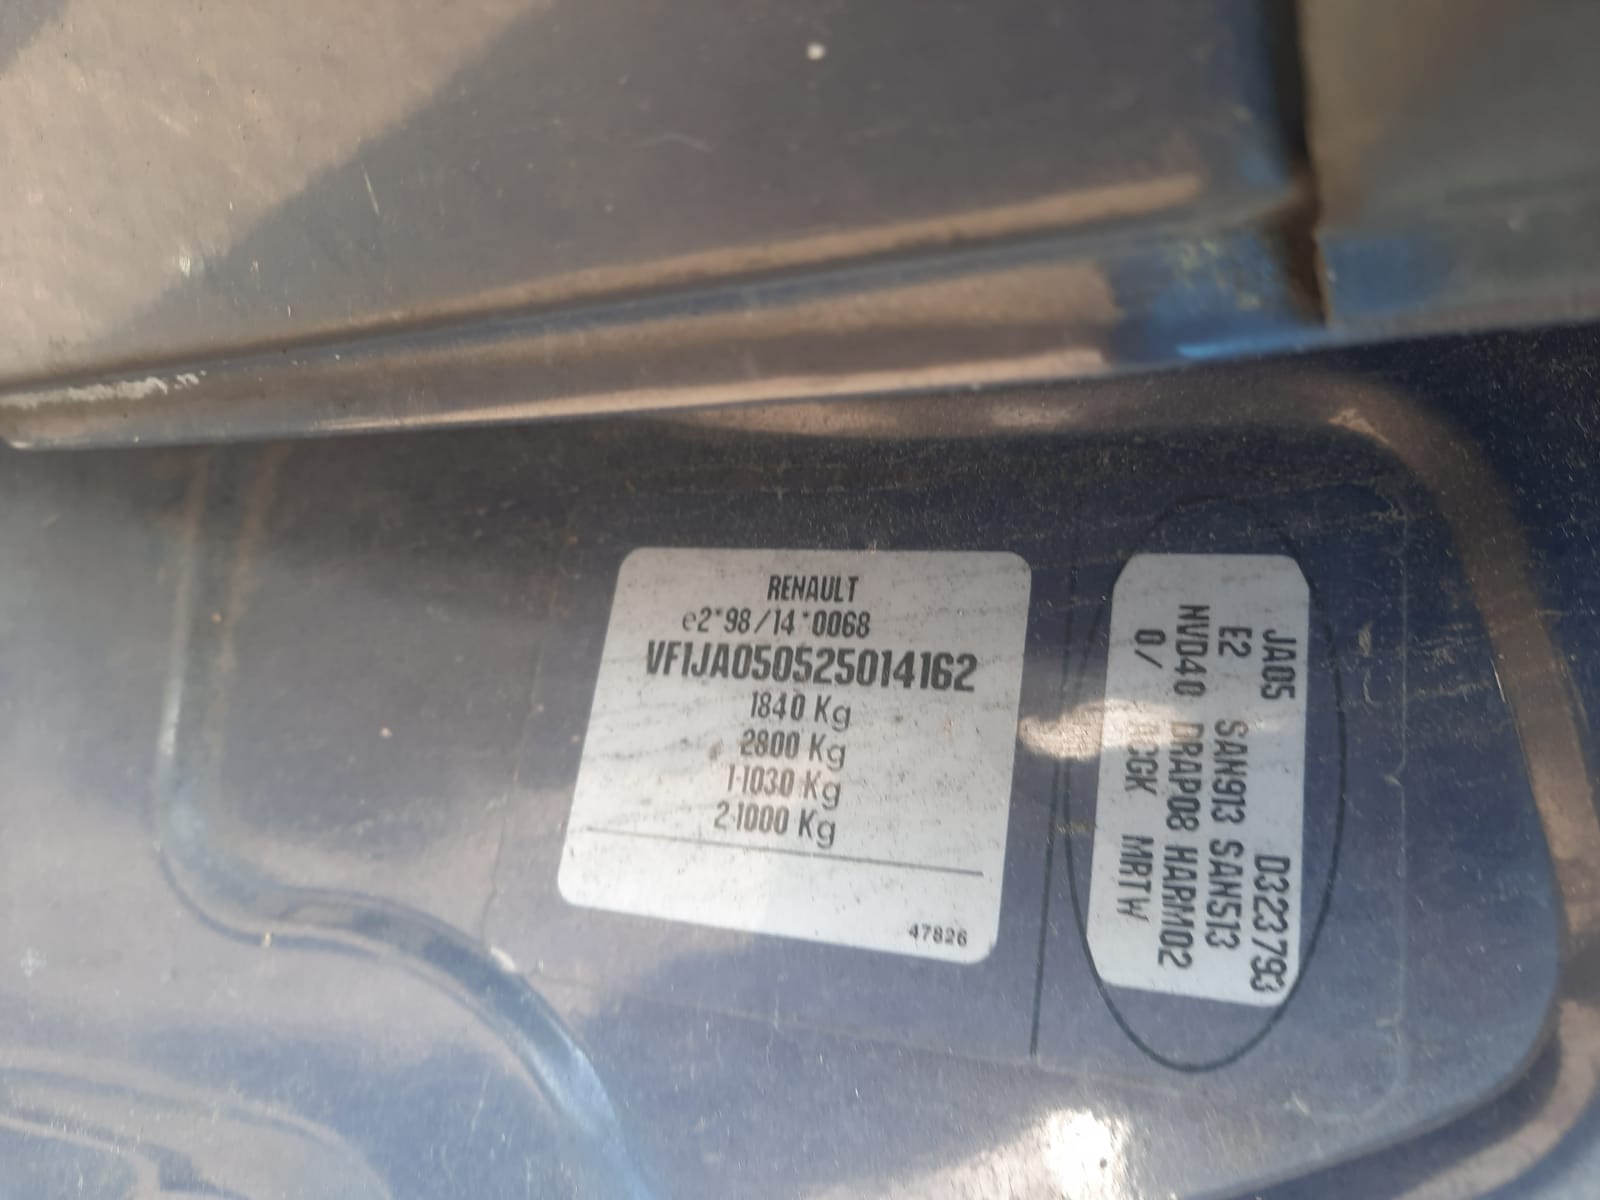 RENAULT
e2*98/14*0068
VF1JA050525014162
1840 Kg
2800 Kg
1-1030 Kg
2-1000 Kg
47826
JA05 D323793
E2 SAN913 SAN513
NVD40 DRAP08 HARM02
0/ MRTW